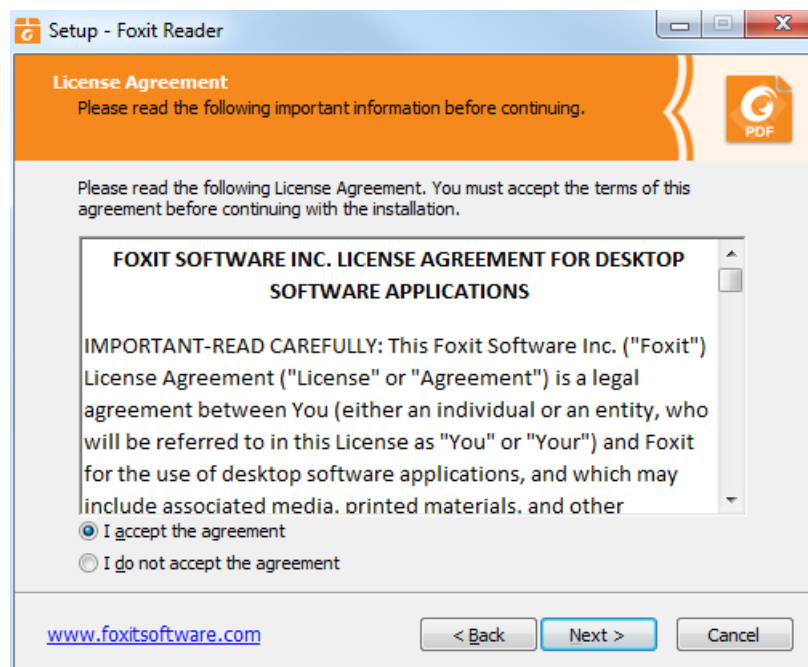 Setup - Foxit Reader
License Agreement
Please read the following important information before continuing.
PDF
Please read the following License Agreement. You must accept the terms of this
agreement before continuing with the installation.
FOXIT SOFTWARE INC. LICENSE AGREEMENT FOR DESKTOP
SOFTWARE APPLICATIONS
IMPORTANT-READ CAREFULLY: This Foxit Software Inc. ("Foxit")
License Agreement ("License" or "Agreement") is a legal
agreement between You (either an individual or an entity, who
will be referred to in this License as "You" or "Your") and Foxit
for the use of desktop software applications, and which may
include associated media, printed materials, and other
I accept the agreement
I do not accept the agreement
www.foxitsoftware.com
< Back
Next >
Cancel